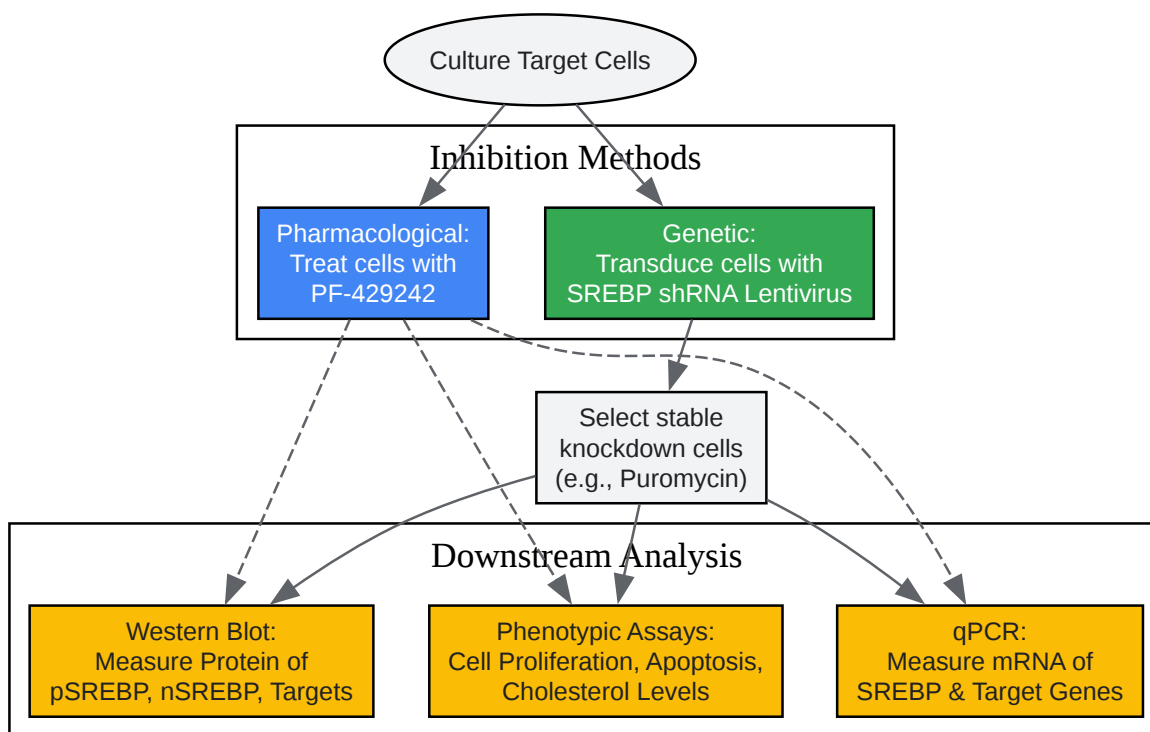 Culture Target Cells
Inhibition Methods
Pharmacological:
Treat cells with
PF-429242
Genetic:
Transduce cells with
SREBP shRNA Lentivirus
Select stable
knockdown cells
(e.g., Puromycin)
Downstream Analysis
Western Blot:
Measure Protein of
pSREBP, nSREBP, Targets
Phenotypic Assays:
Cell Proliferation, Apoptosis,
Cholesterol Levels
qPCR:
Measure mRNA of
SREBP & Target Genes